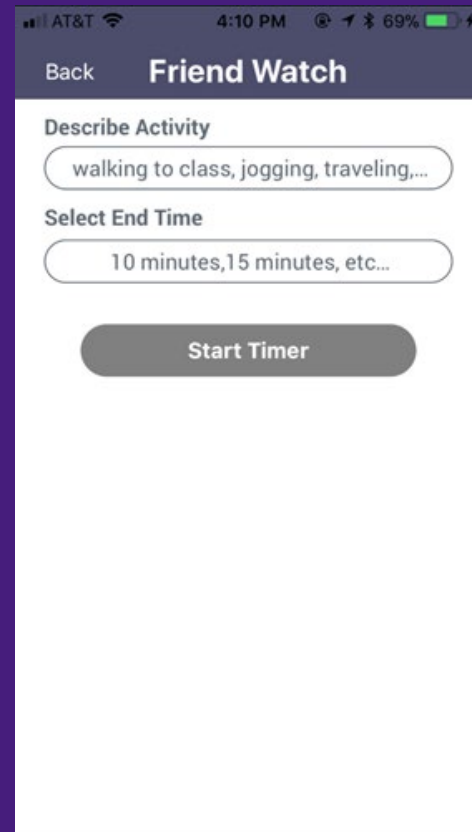 AT&T 4:10 PM 69%
Back Friend Watch
Describe Activity
walking to class, jogging, traveling,...
Select End Time
10 minutes,15 minutes, etc...
Start Timer